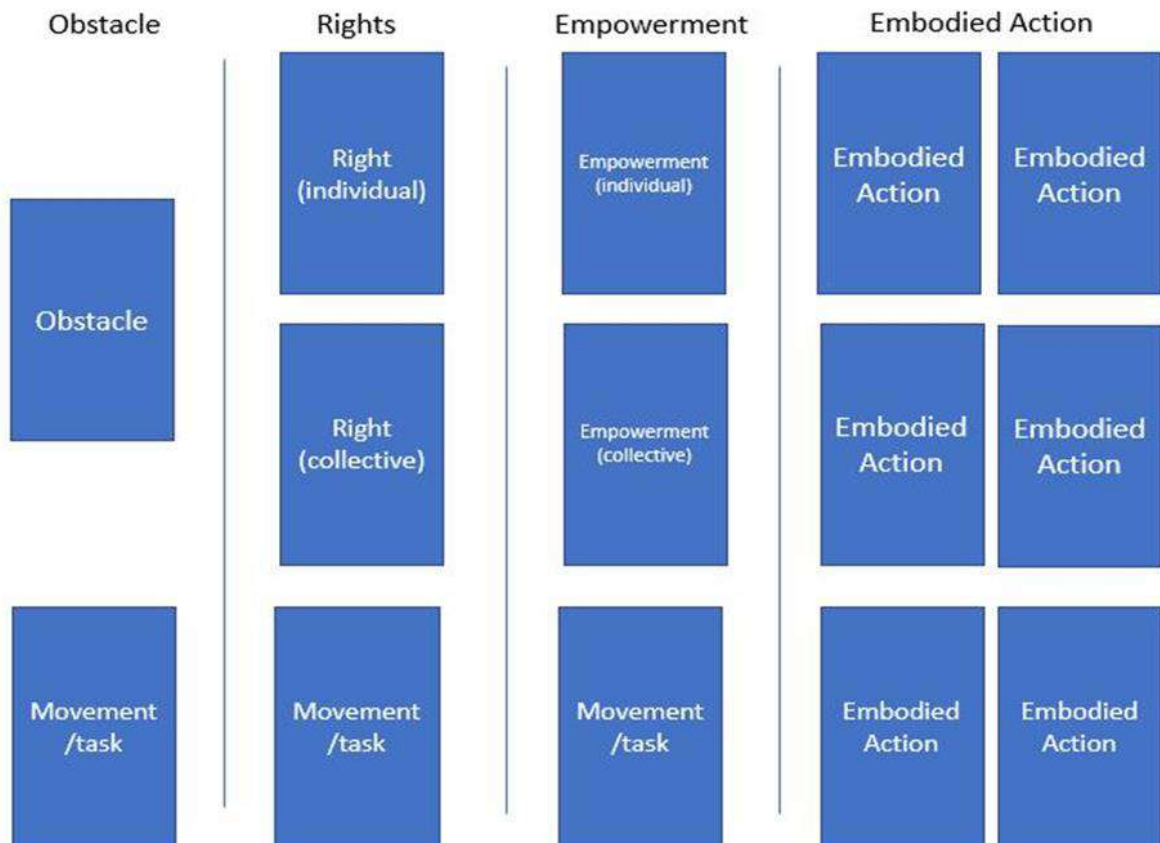 Obstacle
Rights
Empowerment
Embodied Action
Right
(individual)
Empowerment
(individual)
Embodied
Action
Embodied
Action
Obstacle
Right
(collective)
Empowerment
(collective)
Embodied
Action
Embodied
Action
Movement
/task
Movement
/task
Movement
/task
Embodied
Action
Embodied
Action